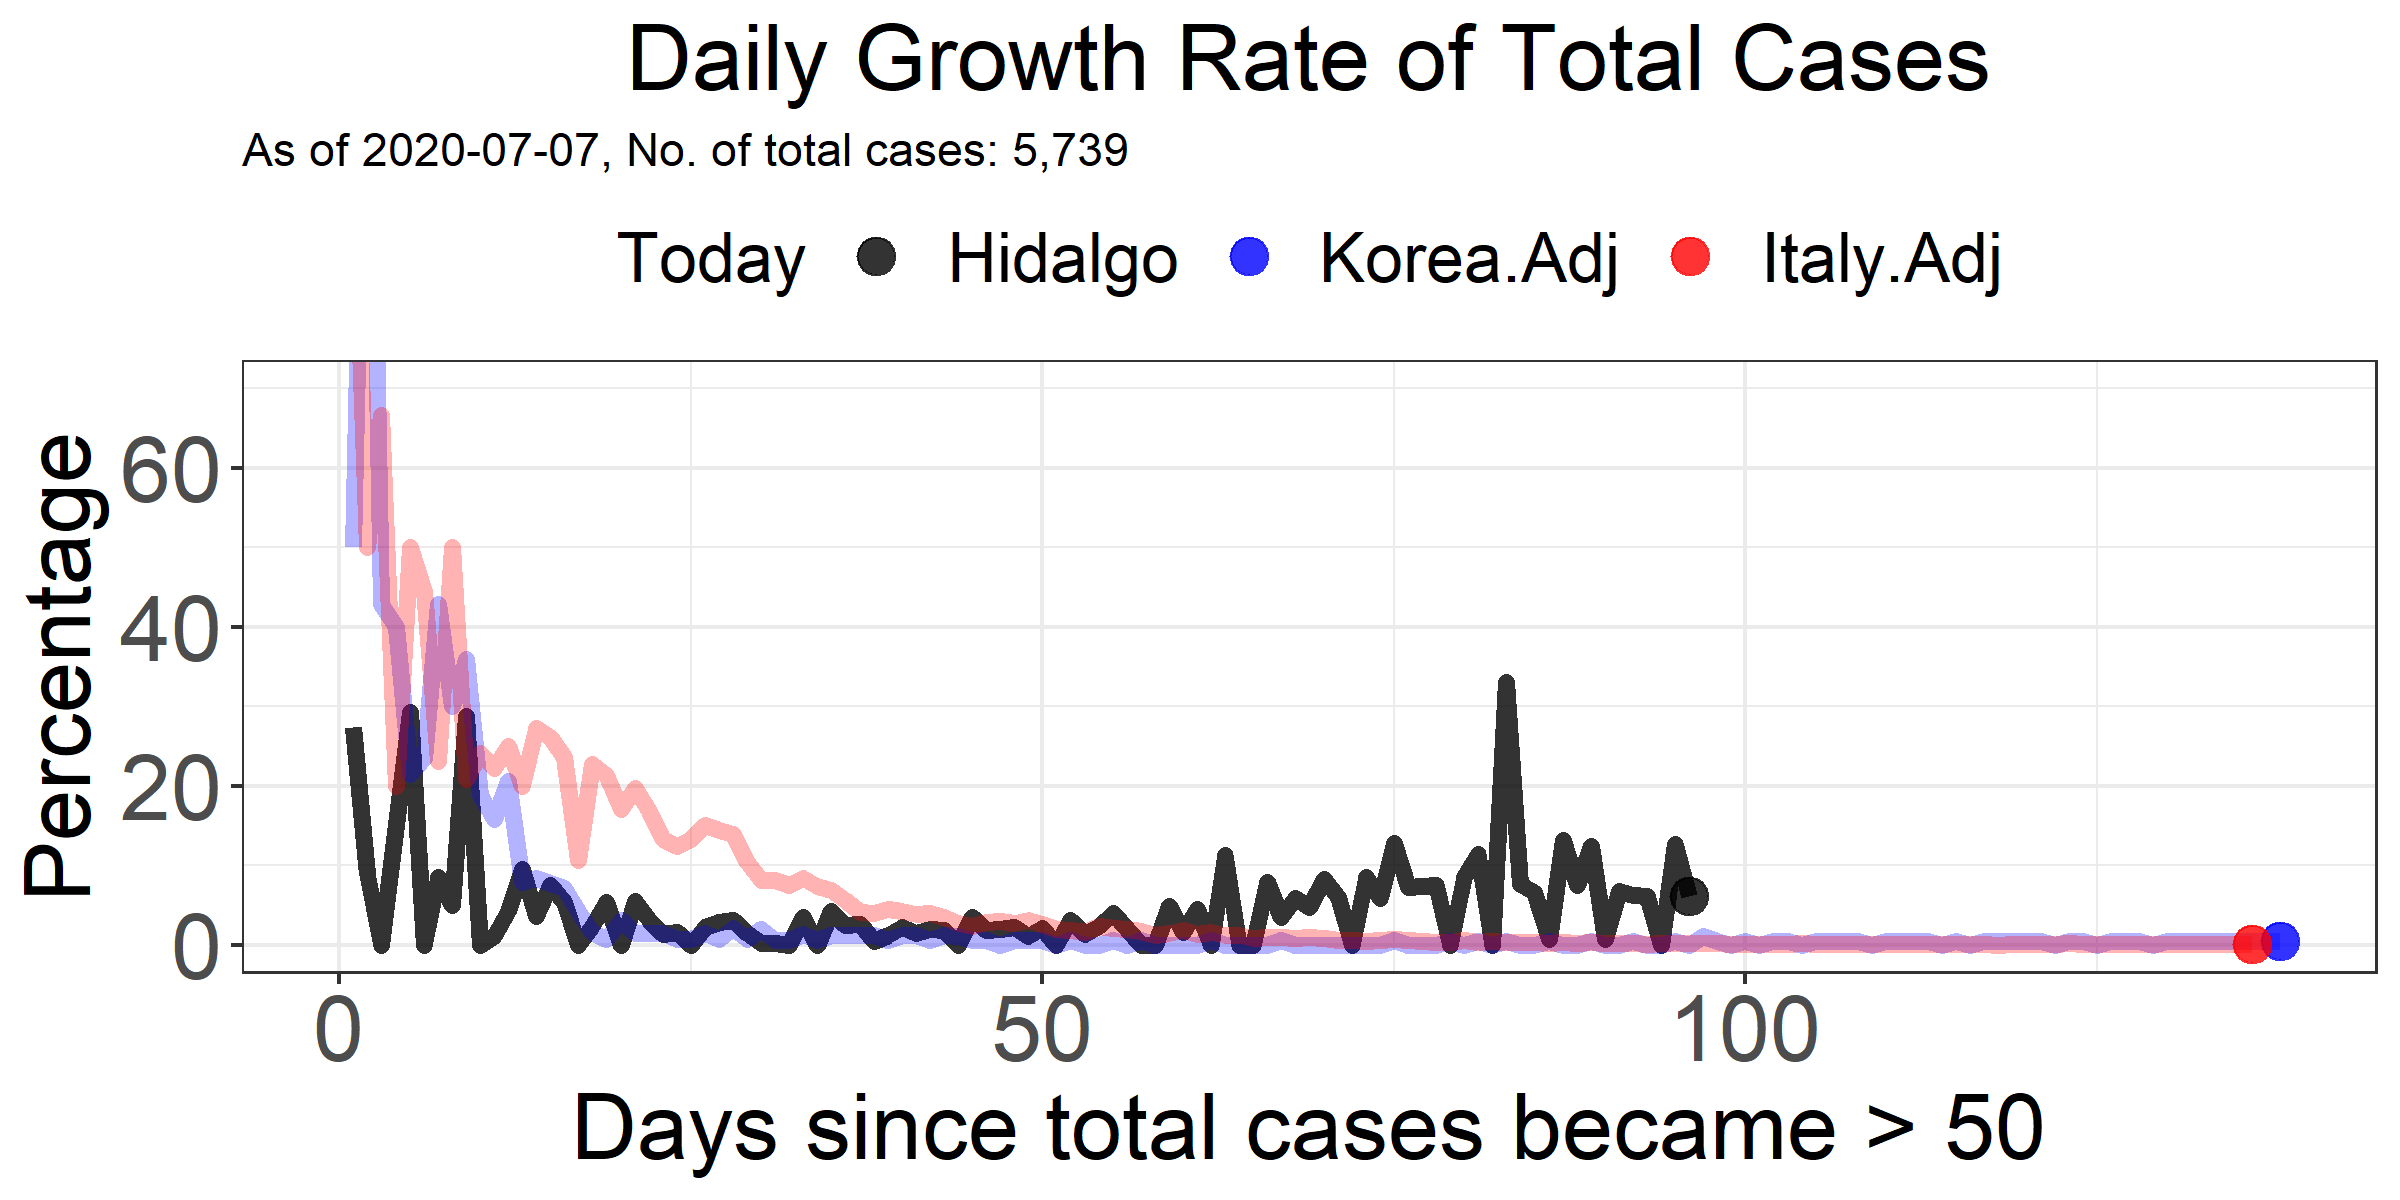 Daily Growth Rate of Total Cases
As of 2020-07-07, No. of total cases: 5,739
Today Hidalgo Korea.Adj Italy.Adj
Percentage
60
40
20
0
0 50 100
Days since total cases became > 50